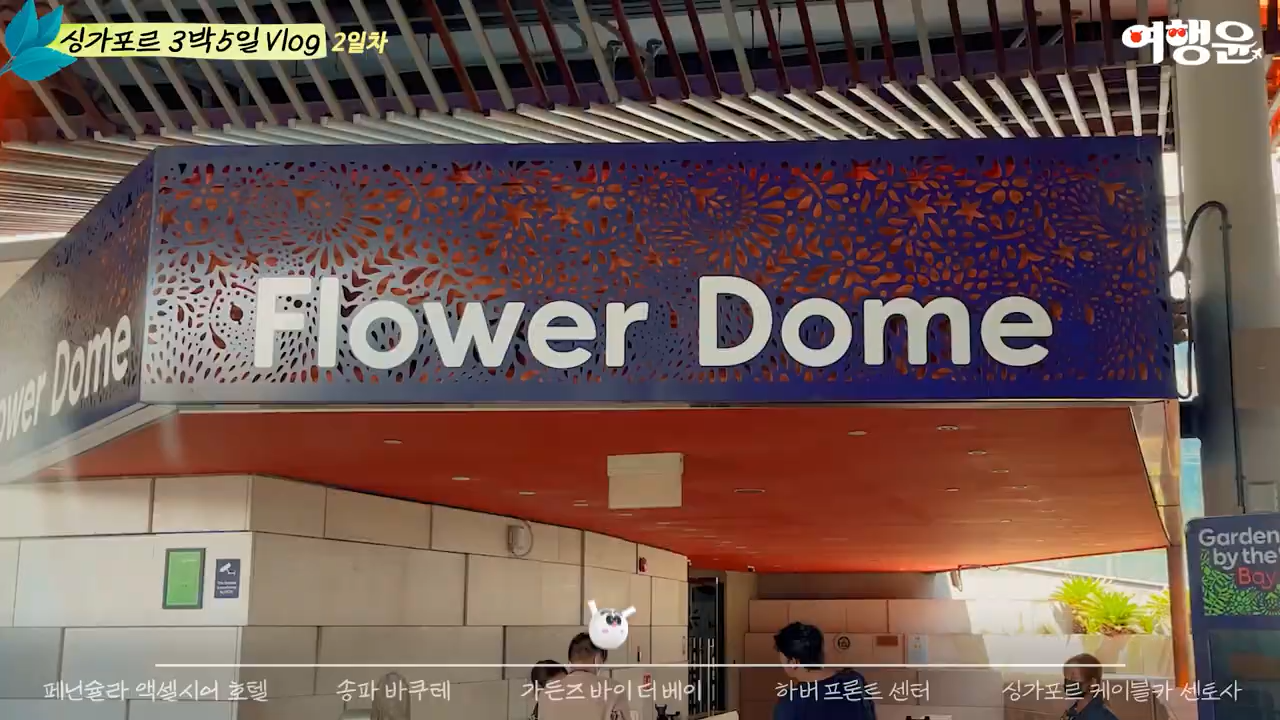 싱가포르 3박5일 Vlog 2일차
여행윤
Flower Dome
ower Dome
Garden
by the
Bay
페닌슐라 액셀시어 호텔
송파 바쿠테
가든즈 바이 더 베이
하버 프론트 센터
싱가포르 케이블카 센토사